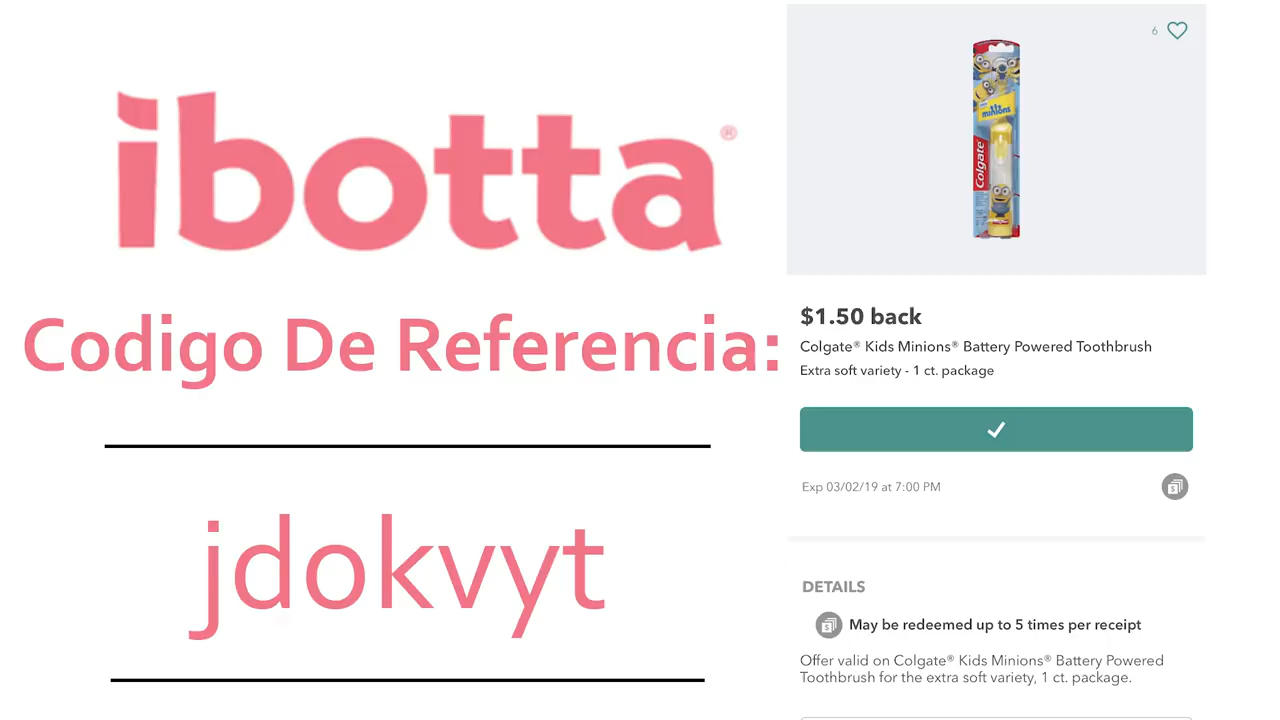 ibotta®
Codigo De Referencia:
jdokvyt
6
minions
Colgate
$1.50 back
Colgate® Kids Minions® Battery Powered Toothbrush
Extra soft variety - 1 ct. package
Exp 03/02/19 at 7:00 PM
DETAILS
May be redeemed up to 5 times per receipt
Offer valid on Colgate® Kids Minions® Battery Powered
Toothbrush for the extra soft variety, 1 ct. package.